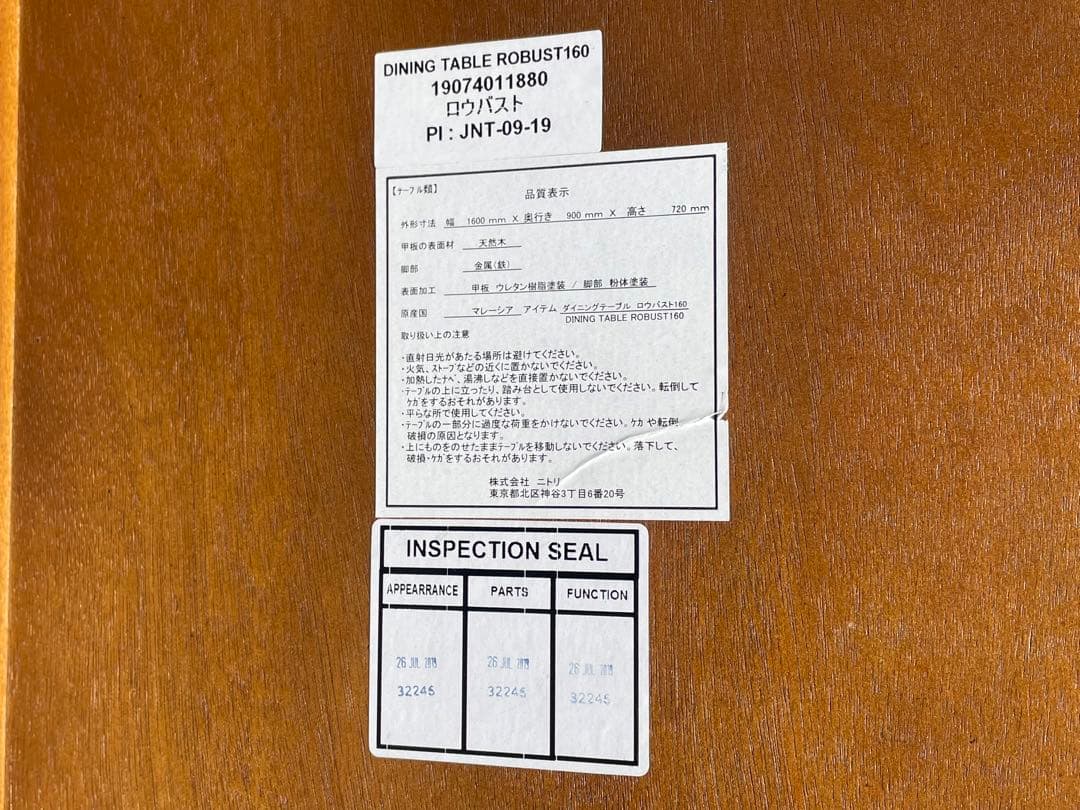 DINING TABLE ROBUST160
19074011880
ロウバスト
PI : JNT-09-19
【テーブル類】
品質表示
外形寸法 幅 1600 mm X 奥行き 900 mm X 高さ 720 mm
甲板の表面材 天然木
脚部 金属(鉄)
表面加工 甲板 ウレタン樹脂塗装 / 脚部 粉体塗装
原産国 マレーシア アイテム ダイニングテーブル ロウバスト160
DINING TABLE ROBUST160
取り扱い上の注意
・直射日光があたる場所は避けてください。
・火気、ストーブなどの近くに置かないでください。
・加熱したナベ、湯沸しなどを直接置かないでください。
・テーブルの上に立ったり、踏み台として使用しないでください。転倒して
ケガをするおそれがあります。
・平らな所で使用してください。
・テーブルの一部分に過度な荷重をかけないでください。ケガや転倒
破損の原因となります。
・上にものをのせたままテーブルを移動しないでください。落下して、
破損・ケガをするおそれがあります。
株式会社 ニトリ
東京都北区神谷3丁目6番20号
INSPECTION SEAL
APPEARRANCE PARTS FUNCTION
26 JUL 2019 26 JUL 2019 26 JUL 2019
32245 32245 32245